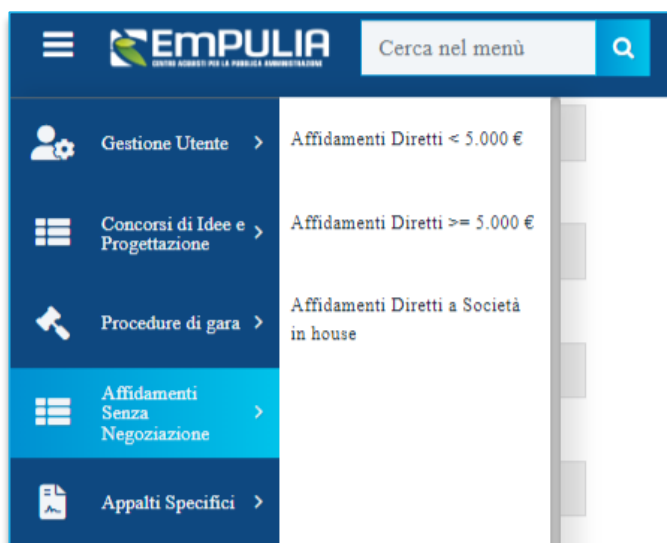 EmPULIA
CENTRO ACQUISTI PER LA PUBBLICA AMMINISTRAZIONE
Cerca nel menù
Gestione Utente
Affidamenti Diretti < 5.000 €
Concorsi di Idee e
Progettazione
Affidamenti Diretti >= 5.000 €
Procedure di gara
Affidamenti Diretti a Società
in house
Affidamenti
Senza
Negoziazione
Appalti Specifici